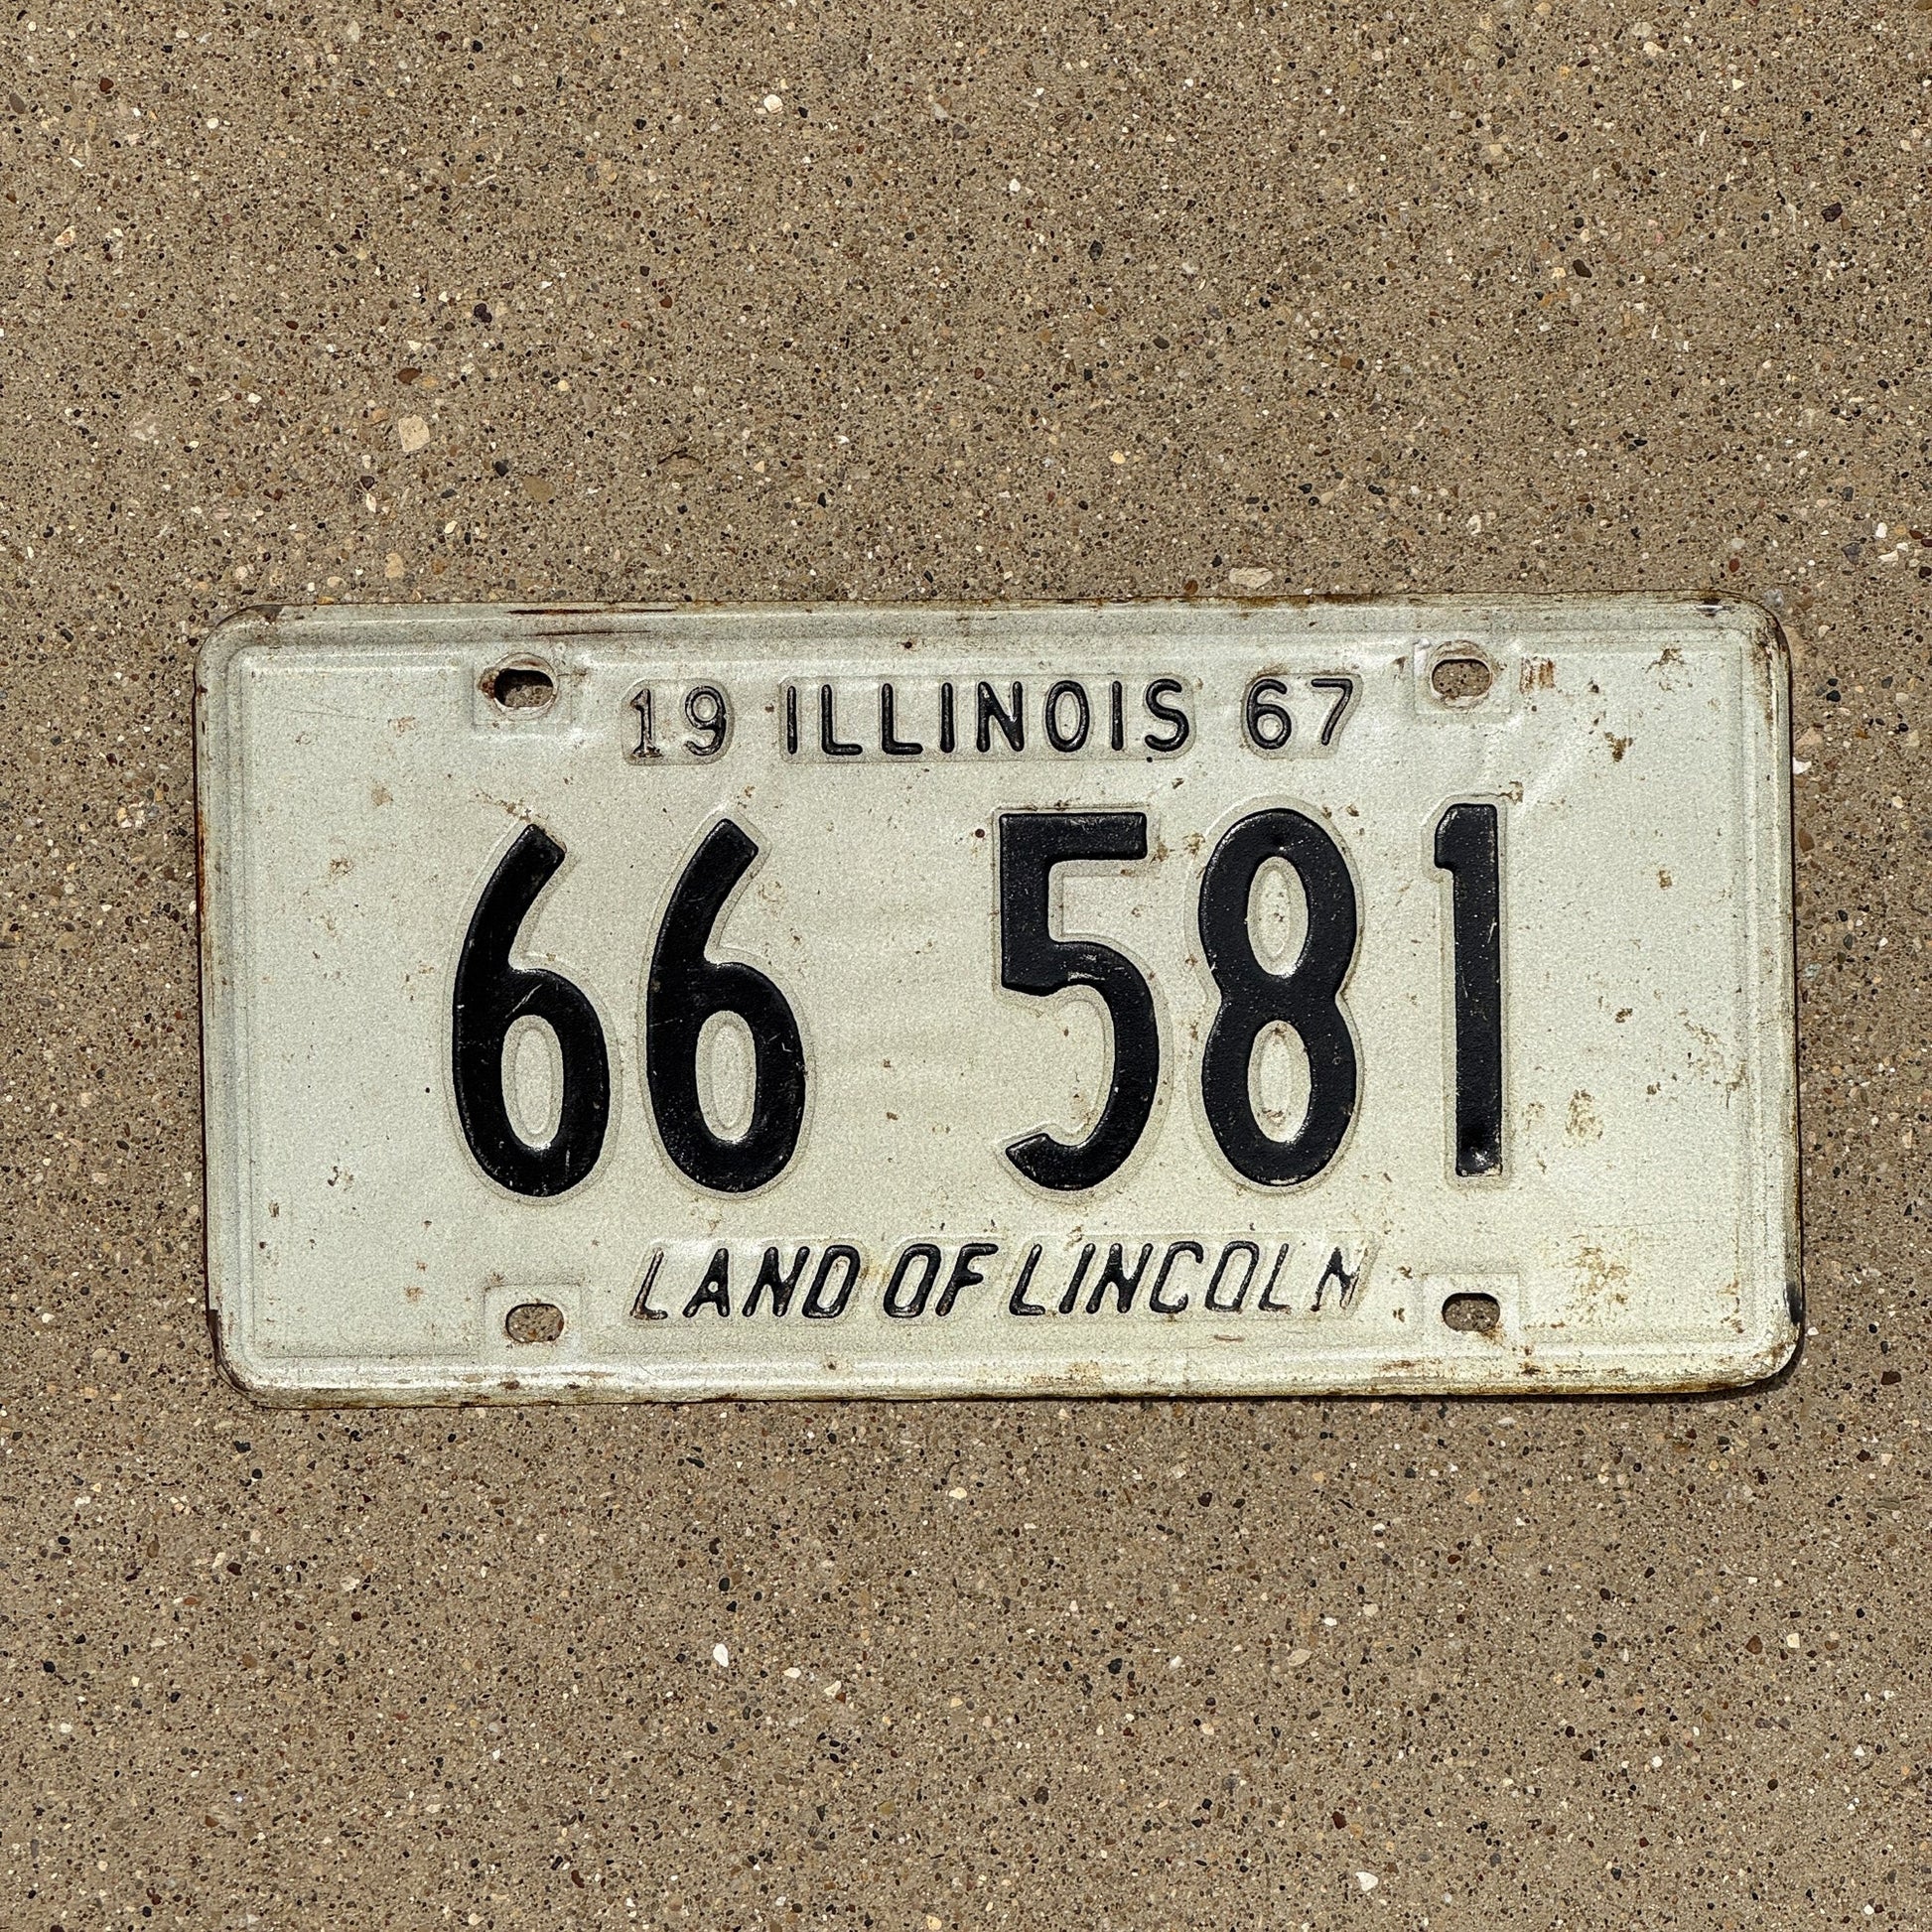 19 ILLINOIS 67
66 581
LAND OF LINCOLN